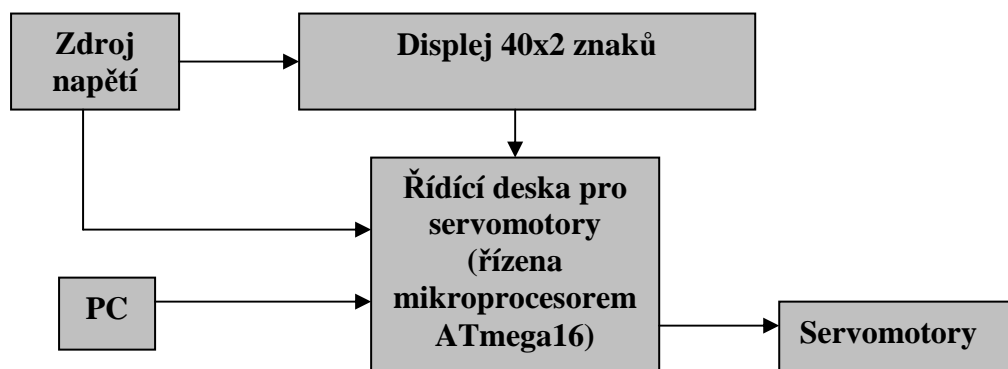 Zdroj
napětí
Displej 40x2 znaků
Řídící deska pro
servomotory
(řízena
mikroprocesorem
ATmega16)
PC
Servomotory